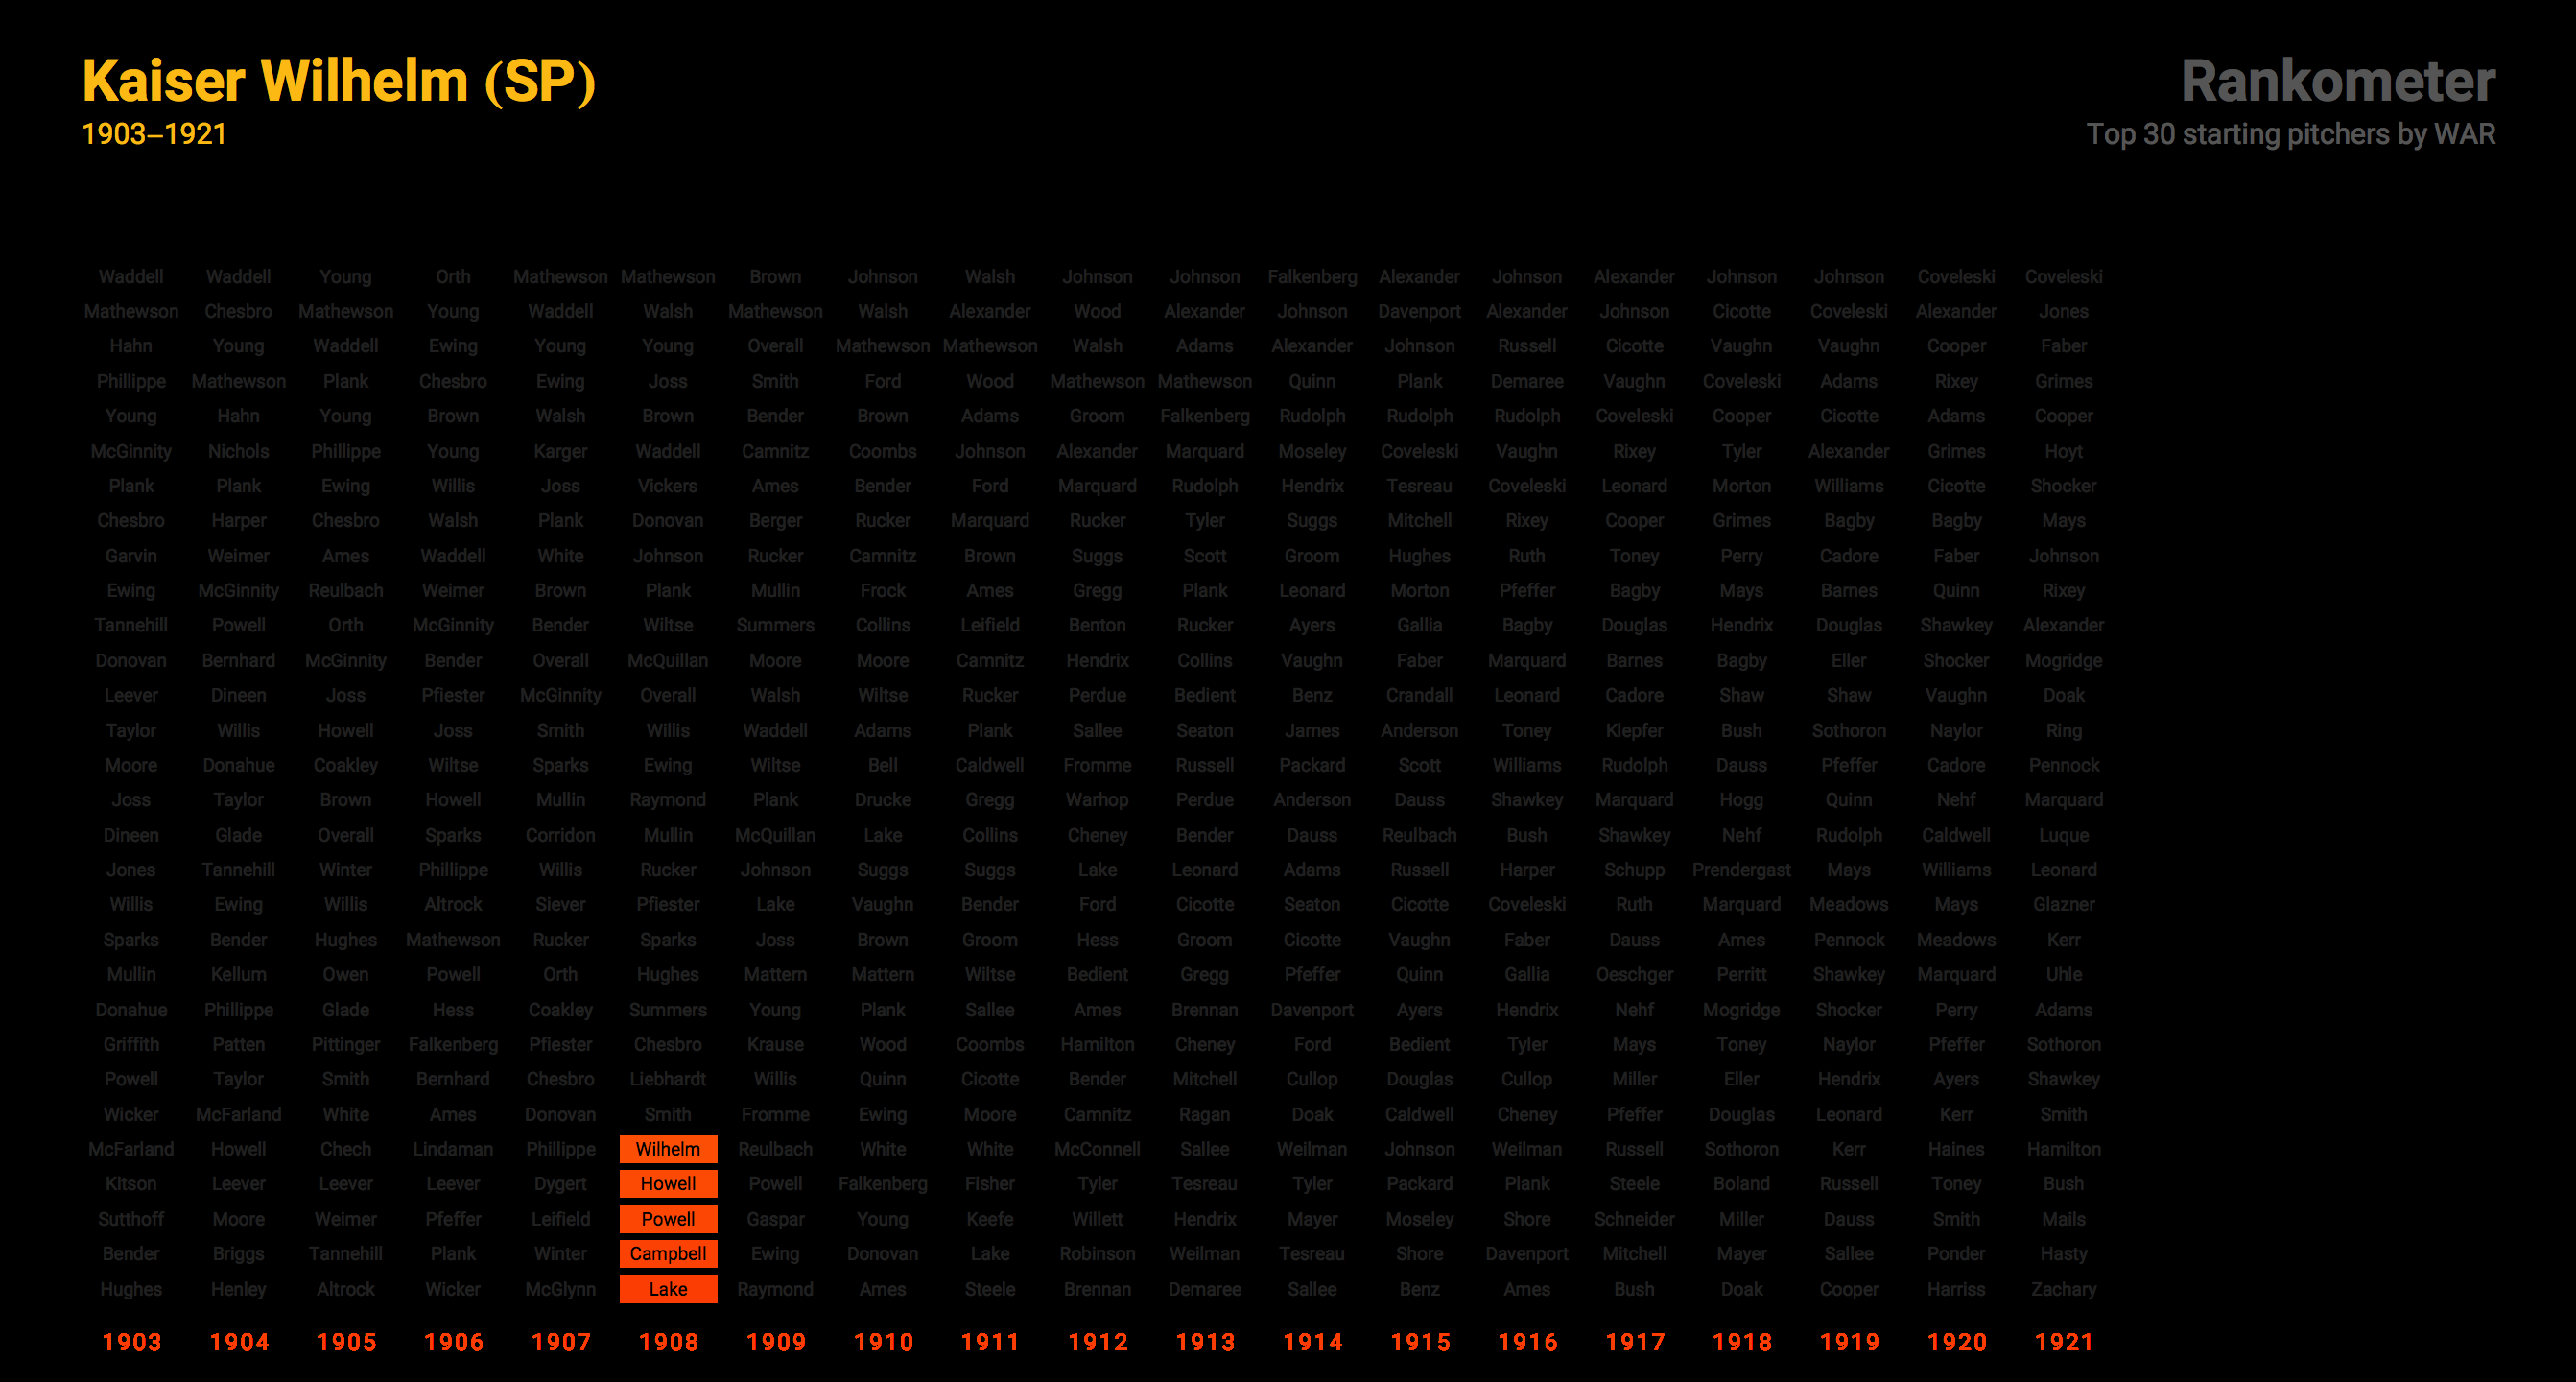 Kaiser Wilhelm (SP)
1903–1921
Rankometer
Top 30 starting pitchers by WAR
Waddell Waddell Young Orth Mathewson Mathewson Brown Johnson Walsh Johnson Johnson Falkenberg Alexander Johnson Alexander Johnson Johnson Coveleski Coveleski
Mathewson Chesbro Mathewson Young Waddell Walsh Mathewson Walsh Alexander Wood Alexander Johnson Davenport Alexander Johnson Cicotte Coveleski Alexander Jones
Hahn Young Waddell Ewing Young Young Overall Mathewson Mathewson Walsh Adams Alexander Johnson Russell Cicotte Vaughn Vaughn Cooper Faber
Phillippe Mathewson Plank Chesbro Ewing Joss Smith Ford Wood Mathewson Mathewson Quinn Plank Demaree Vaughn Coveleski Adams Rixey Grimes
Young Hahn Young Brown Walsh Brown Bender Brown Adams Groom Falkenberg Rudolph Rudolph Rudolph Coveleski Cooper Cicotte Adams Cooper
McGinnity Nichols Phillippe Young Karger Waddell Camnitz Coombs Johnson Alexander Marquard Moseley Coveleski Vaughn Rixey Tyler Alexander Grimes Hoyt
Plank Plank Ewing Willis Joss Vickers Ames Bender Ford Marquard Rudolph Hendrix Tesreau Coveleski Leonard Morton Williams Cicotte Shocker
Chesbro Harper Chesbro Walsh Plank Donovan Berger Rucker Marquard Rucker Tyler Suggs Mitchell Rixey Cooper Grimes Bagby Bagby Mays
Garvin Weimer Ames Waddell White Johnson Rucker Camnitz Brown Suggs Scott Groom Hughes Ruth Toney Perry Cadore Faber Johnson
Ewing McGinnity Reulbach Weimer Brown Plank Mullin Frock Ames Gregg Plank Leonard Morton Pfeffer Bagby Mays Barnes Quinn Rixey
Tannehill Powell Orth McGinnity Bender Wiltse Summers Collins Leifield Benton Rucker Ayers Gallia Bagby Douglas Hendrix Douglas Shawkey Alexander
Donovan Bernhard McGinnity Bender Overall McQuillan Moore Moore Camnitz Hendrix Collins Vaughn Faber Marquard Barnes Bagby Eller Shocker Mogridge
Leever Dineen Joss Pfiester McGinnity Overall Walsh Wiltse Rucker Perdue Bedient Benz Crandall Leonard Cadore Shaw Shaw Vaughn Doak
Taylor Willis Howell Joss Smith Willis Waddell Adams Plank Sallee Seaton James Anderson Toney Klepfer Bush Sothoron Naylor Ring
Moore Donahue Coakley Wiltse Sparks Ewing Wiltse Bell Caldwell Fromme Russell Packard Scott Williams Rudolph Dauss Pfeffer Cadore Pennock
Joss Taylor Brown Howell Mullin Raymond Plank Drucke Gregg Warhop Perdue Anderson Dauss Shawkey Marquard Hogg Quinn Nehf Marquard
Dineen Glade Overall Sparks Corridon Mullin McQuillan Lake Collins Cheney Bender Dauss Reulbach Bush Shawkey Nehf Rudolph Caldwell Luque
Jones Tannehill Winter Phillippe Willis Rucker Johnson Suggs Suggs Lake Leonard Adams Russell Harper Schupp Prendergast Mays Williams Leonard
Willis Ewing Willis Altrock Siever Pfiester Lake Vaughn Bender Ford Cicotte Seaton Cicotte Coveleski Ruth Marquard Meadows Mays Glazner
Sparks Bender Hughes Mathewson Rucker Sparks Joss Brown Groom Hess Groom Cicotte Vaughn Faber Dauss Ames Pennock Meadows Kerr
Mullin Kellum Owen Powell Orth Hughes Mattern Mattern Wiltse Bedient Gregg Pfeffer Quinn Gallia Oeschger Perritt Shawkey Marquard Uhle
Donahue Phillippe Glade Hess Coakley Summers Young Plank Sallee Ames Brennan Davenport Ayers Hendrix Nehf Mogridge Shocker Perry Adams
Griffith Patten Pittinger Falkenberg Pfiester Chesbro Krause Wood Coombs Hamilton Cheney Ford Bedient Tyler Mays Toney Naylor Pfeffer Sothoron
Powell Taylor Smith Bernhard Chesbro Liebhardt Willis Quinn Cicotte Bender Mitchell Cullop Douglas Cullop Miller Eller Hendrix Ayers Shawkey
Wicker McFarland White Ames Donovan Smith Fromme Ewing Moore Camnitz Ragan Doak Caldwell Cheney Pfeffer Douglas Leonard Kerr Smith
McFarland Howell Chech Lindaman Phillippe Wilhelm Reulbach White White McConnell Sallee Weilman Johnson Weilman Russell Sothoron Kerr Haines Hamilton
Kitson Leever Leever Leever Dygert Howell Powell Falkenberg Fisher Tyler Tesreau Tyler Packard Plank Steele Boland Russell Toney Bush
Sutthoff Moore Weimer Pfeffer Leifield Powell Gaspar Young Keefe Willett Hendrix Mayer Moseley Shore Schneider Miller Dauss Smith Mails
Bender Briggs Tannehill Plank Winter Campbell Ewing Donovan Lake Robinson Weilman Tesreau Shore Davenport Mitchell Mayer Sallee Ponder Hasty
Hughes Henley Altrock Wicker McGlynn Lake Raymond Ames Steele Brennan Demaree Sallee Benz Ames Bush Doak Cooper Harriss Zachary
1903 1904 1905 1906 1907 1908 1909 1910 1911 1912 1913 1914 1915 1916 1917 1918 1919 1920 1921